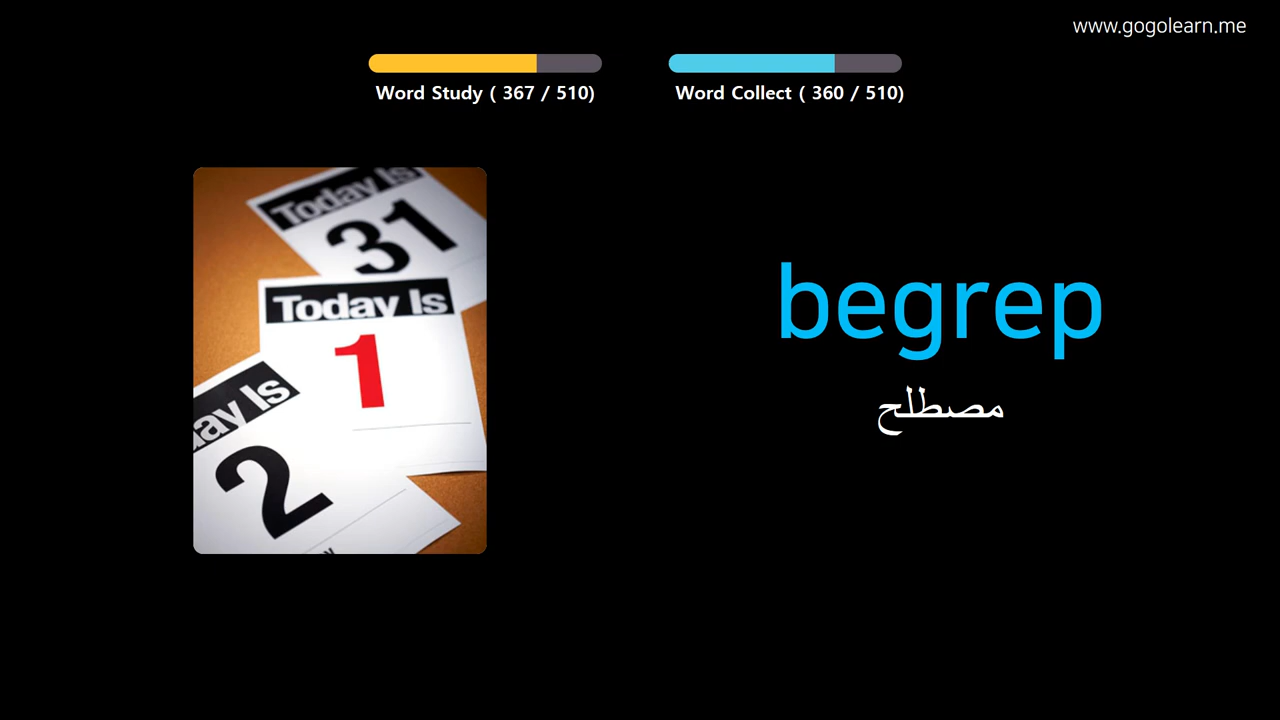 www.gogolearn.me
Word Study ( 367 / 510)
Word Collect ( 360 / 510)
Today Is
31
Today Is
1
ay Is
2
begrep
مصطلح